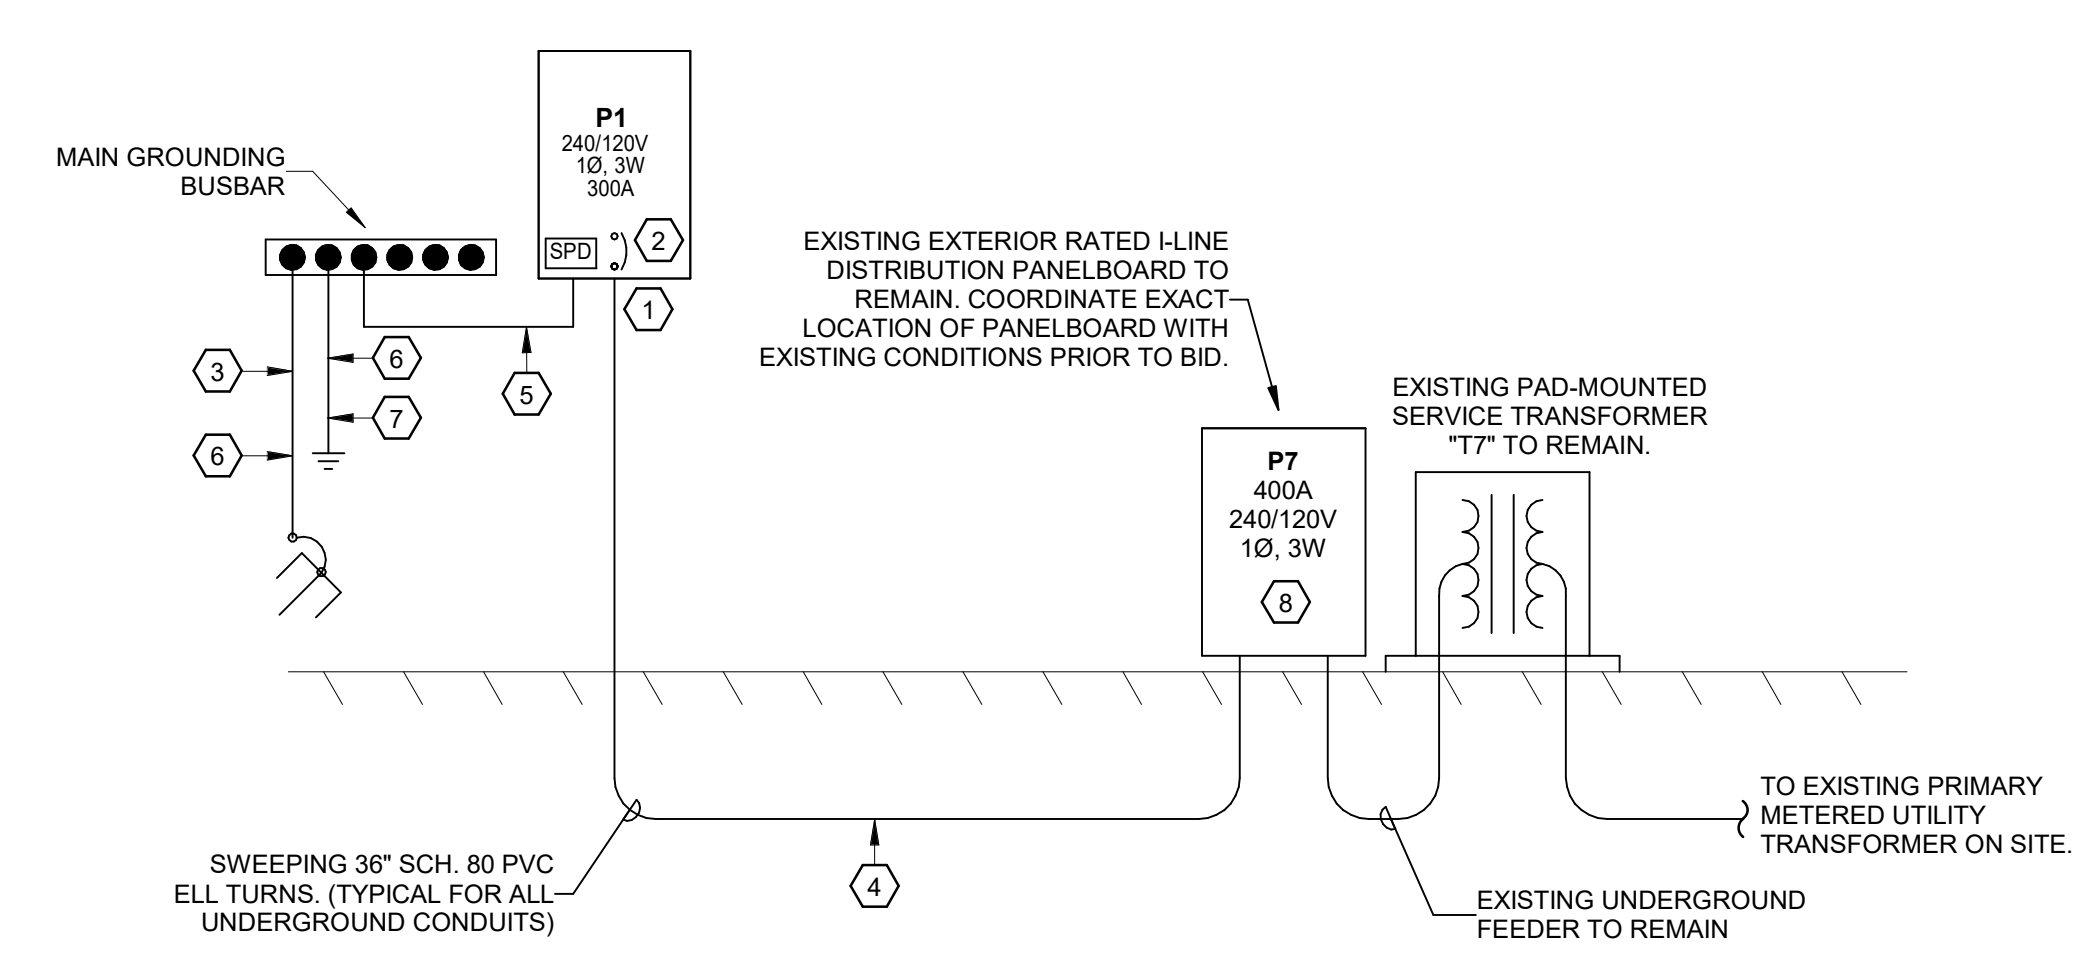 P1
240/120V
1Ø, 3W
300A
MAIN GROUNDING
BUSBAR
SPD
2
1
3
6
6
7
5
EXISTING EXTERIOR RATED I-LINE
DISTRIBUTION PANELBOARD TO
REMAIN. COORDINATE EXACT
LOCATION OF PANELBOARD WITH
EXISTING CONDITIONS PRIOR TO BID.
EXISTING PAD-MOUNTED
SERVICE TRANSFORMER
"T7" TO REMAIN.
P7
400A
240/120V
1Ø, 3W
8
SWEEPING 36" SCH. 80 PVC
ELL TURNS. (TYPICAL FOR ALL
UNDERGROUND CONDUITS)
4
EXISTING UNDERGROUND
FEEDER TO REMAIN
TO EXISTING PRIMARY
METERED UTILITY
TRANSFORMER ON SITE.